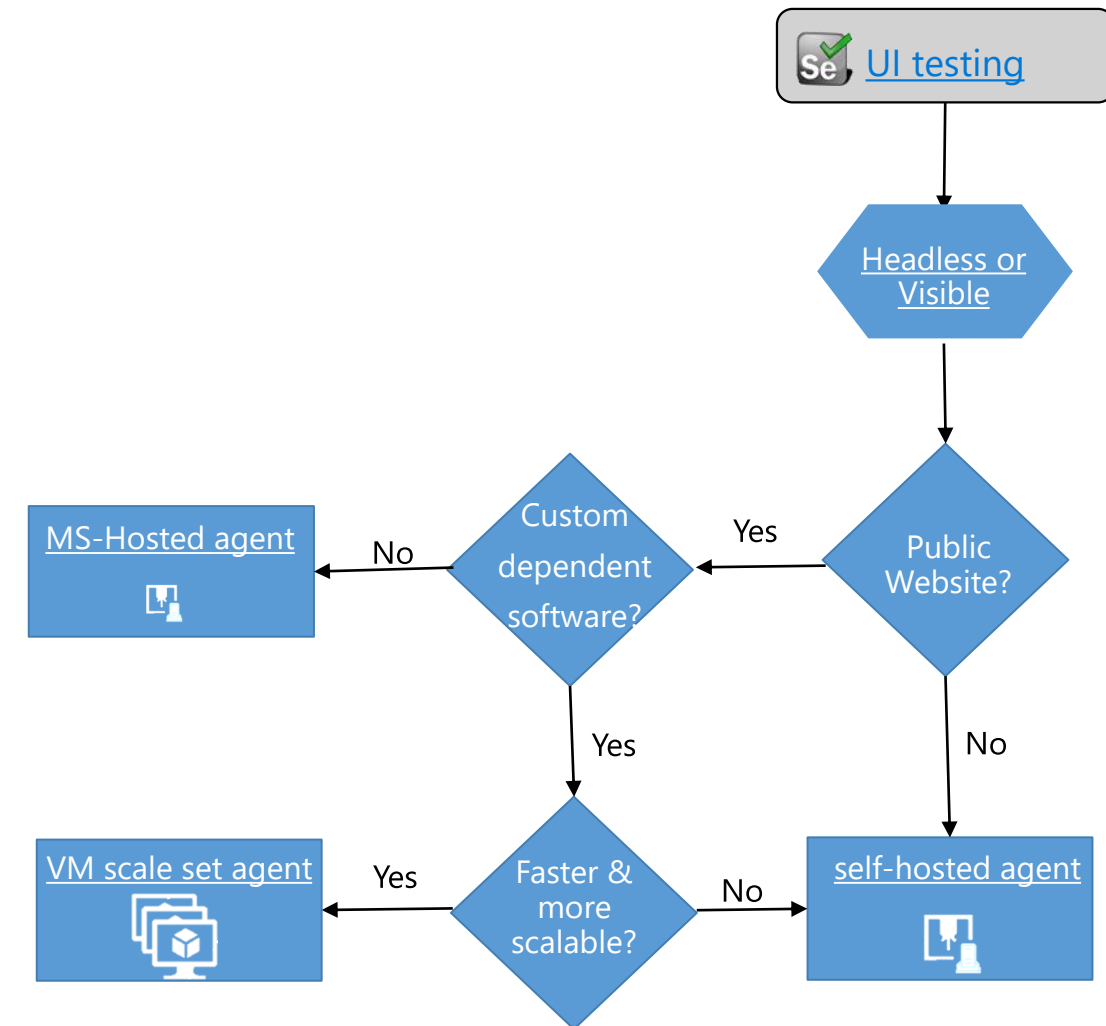 Se
UI testing
Headless or
Visible
Public
Website?
Yes
Custom
dependent
software?
No
MS-Hosted agent
Yes
No
Faster &
more
scalable?
Yes
VM scale set agent
No
self-hosted agent